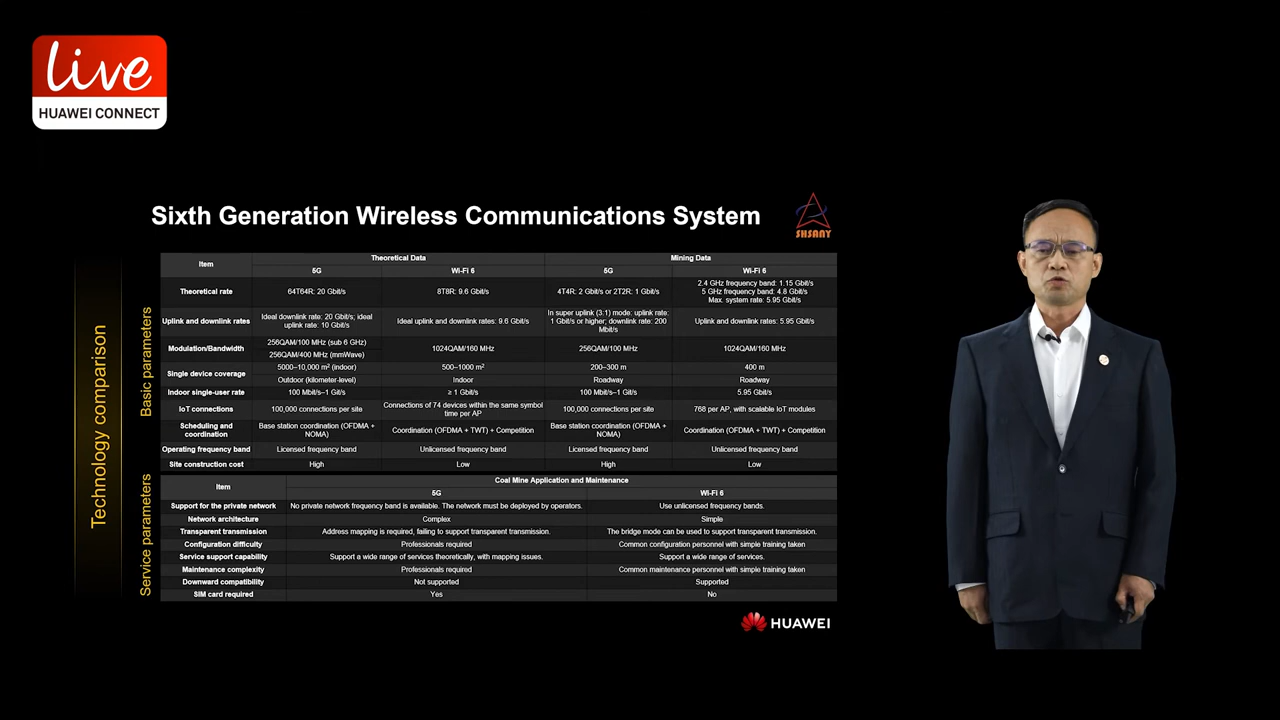 live
HUAWEI CONNECT
Sixth Generation Wireless Communications System
SHSANY
Technology comparison
Basic parameters
Service parameters
Item
Theoretical Data
Mining Data
5G
Wi-Fi 6
5G
Wi-Fi 6
Theoretical rate
64T64R: 20 Gbit/s
8T8R: 9.6 Gbit/s
4T4R: 2 Gbit/s or 2T2R: 1 Gbit/s
2.4 GHz frequency band: 1.15 Gbit/s
5 GHz frequency band: 4.8 Gbit/s
Max. system rate: 5.95 Gbit/s
Uplink and downlink rates
Ideal downlink rate: 20 Gbit/s; ideal
uplink rate: 10 Gbit/s
Ideal uplink and downlink rates: 9.6 Gbit/s
In super uplink (3:1) mode: uplink rate:
1 Gbit/s or higher; downlink rate: 200
Mbit/s
Uplink and downlink rates: 5.95 Gbit/s
Modulation/Bandwidth
256QAM/100 MHz (sub 6 GHz)
256QAM/400 MHz (mmWave)
1024QAM/160 MHz
256QAM/100 MHz
1024QAM/160 MHz
Single device coverage
5000–10,000 m² (indoor)
500–1000 m²
200–300 m
400 m
Outdoor (kilometer-level)
Indoor
Roadway
Roadway
Indoor single-user rate
100 Mbit/s–1 Gbit/s
≥ 1 Gbit/s
100 Mbit/s–1 Git/s
5.95 Gbit/s
IoT connections
100,000 connections per site
Connections of 74 devices within the same symbol
time per AP
100,000 connections per site
768 per AP, with scalable IoT modules
Scheduling and
coordination
Base station coordination (OFDMA +
NOMA)
Coordination (OFDMA + TWT) + Competition
Base station coordination (OFDMA +
NOMA)
Coordination (OFDMA + TWT) + Competition
Operating frequency band
Licensed frequency band
Unlicensed frequency band
Licensed frequency band
Unlicensed frequency band
Site construction cost
High
Low
High
Low
Item
Coal Mine Application and Maintenance
5G
Wi-Fi 6
Support for the private network
No private network frequency band is available. The network must be deployed by operators.
Use unlicensed frequency bands.
Network architecture
Complex
Simple
Transparent transmission
Address mapping is required, failing to support transparent transmission.
The bridge mode can be used to support transparent transmission.
Configuration difficulty
Professionals required
Common configuration personnel with simple training taken
Service support capability
Support a wide range of services theoretically, with mapping issues.
Support a wide range of services.
Maintenance complexity
Professionals required
Common maintenance personnel with simple training taken
Downward compatibility
Not supported
Supported
SIM card required
Yes
No
HUAWEI